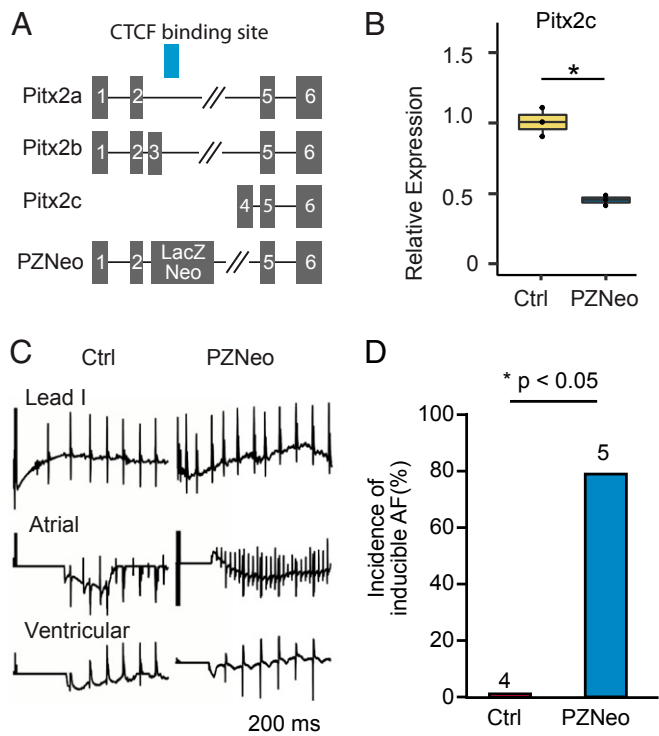 A
CTCF binding site
Pitx2a 1 2 // 5 6
Pitx2b 1 2 3 // 5 6
Pitx2c 4 5 6
PZNeo 1 2 LacZ Neo // 5 6
B
Pitx2c
*
Relative Expression
1.5
1.0
0.5
0
Ctrl PZNeo
C
Ctrl PZNeo
Lead I
Atrial
Ventricular
200 ms
D
* p < 0.05
Incidence of
inducible AF(%)
100
80
60
40
20
0
4
5
Ctrl PZNeo